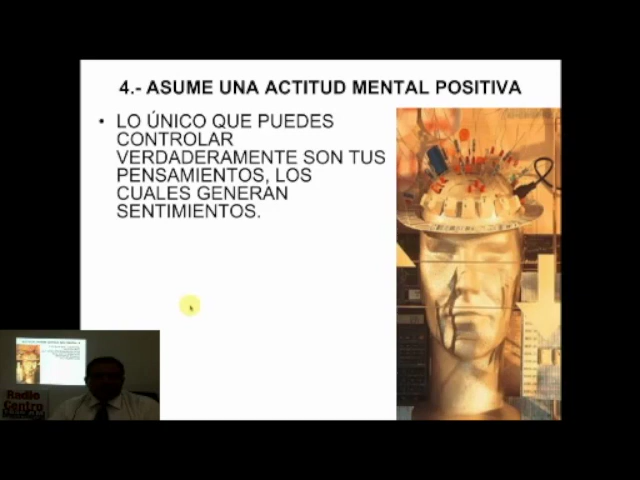 4.- ASUME UNA ACTITUD MENTAL POSITIVA
• LO ÚNICO QUE PUEDES
CONTROLAR
VERDADERAMENTE SON TUS
PENSAMIENTOS, LOS
CUALES GENERAN
SENTIMIENTOS.
Radio
Centro